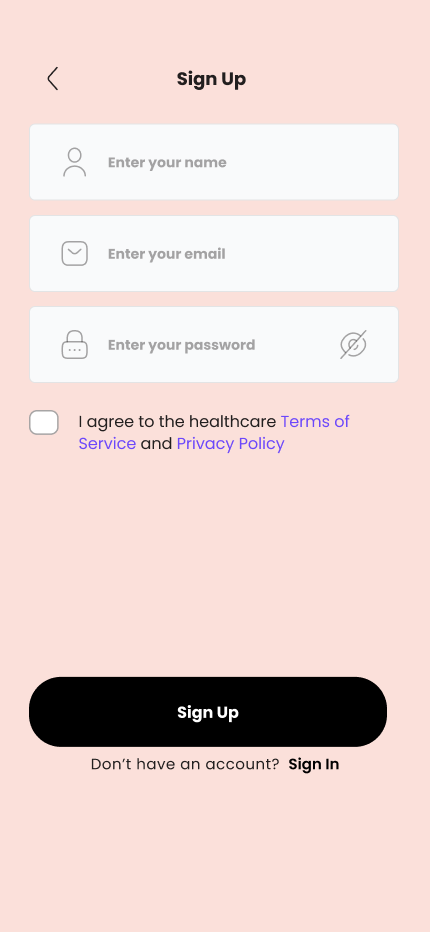 Sign Up
Enter your name
Enter your email
Enter your password
I agree to the healthcare Terms of
Service and Privacy Policy
Sign Up
Don't have an account? Sign In